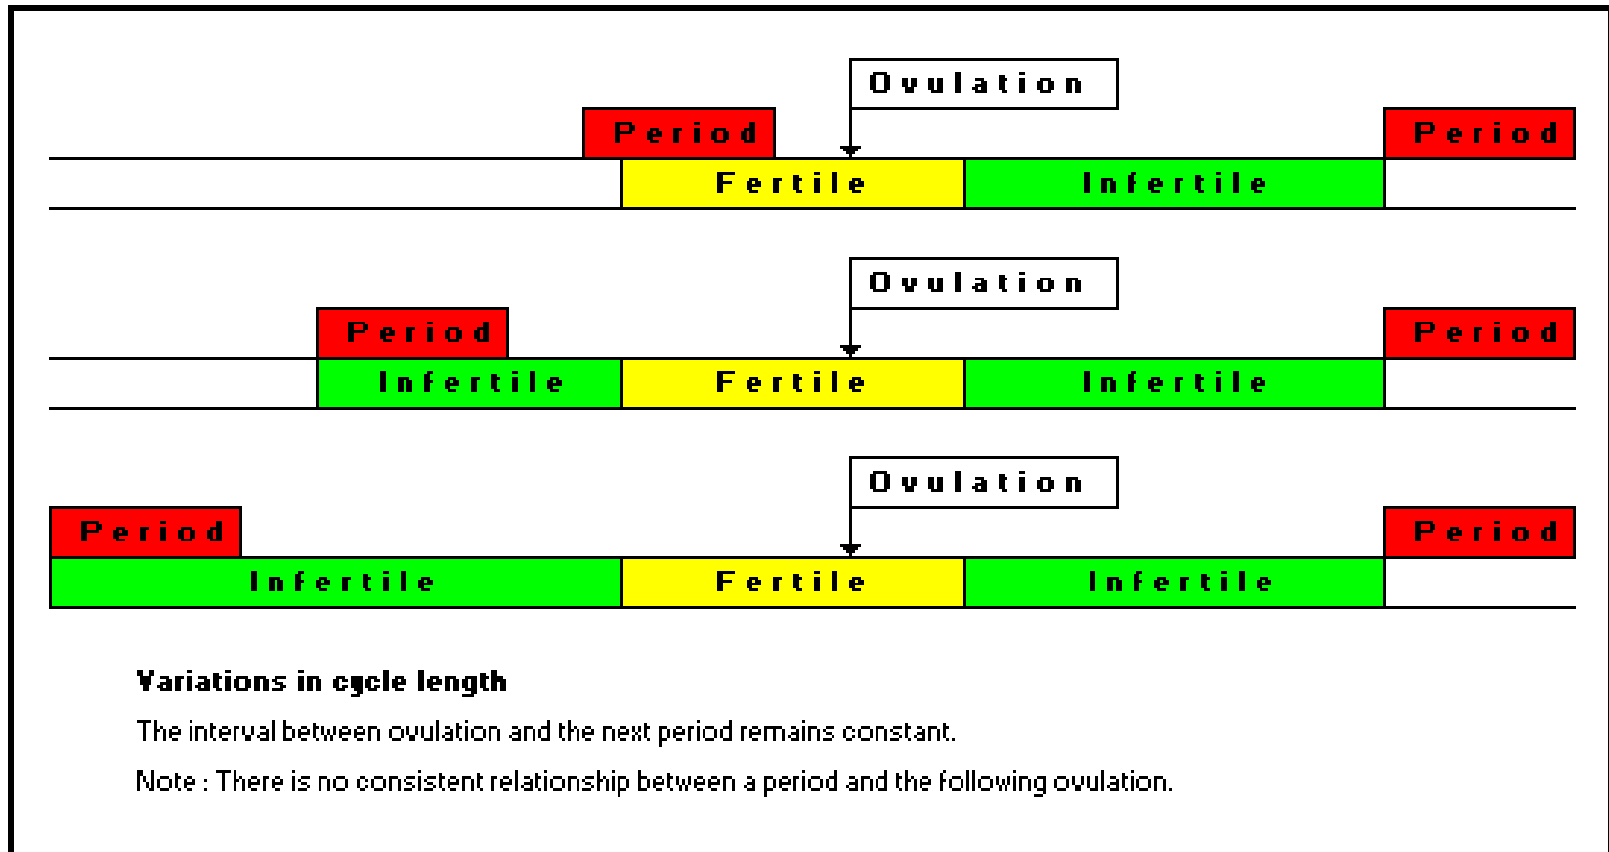 Ovulation
Period Period
Fertile Infertile
Ovulation
Period Period
Infertile Fertile Infertile
Ovulation
Period Period
Infertile Fertile Infertile
Variations in cycle length
The interval between ovulation and the next period remains constant.
Note : There is no consistent relationship between a period and the following ovulation.